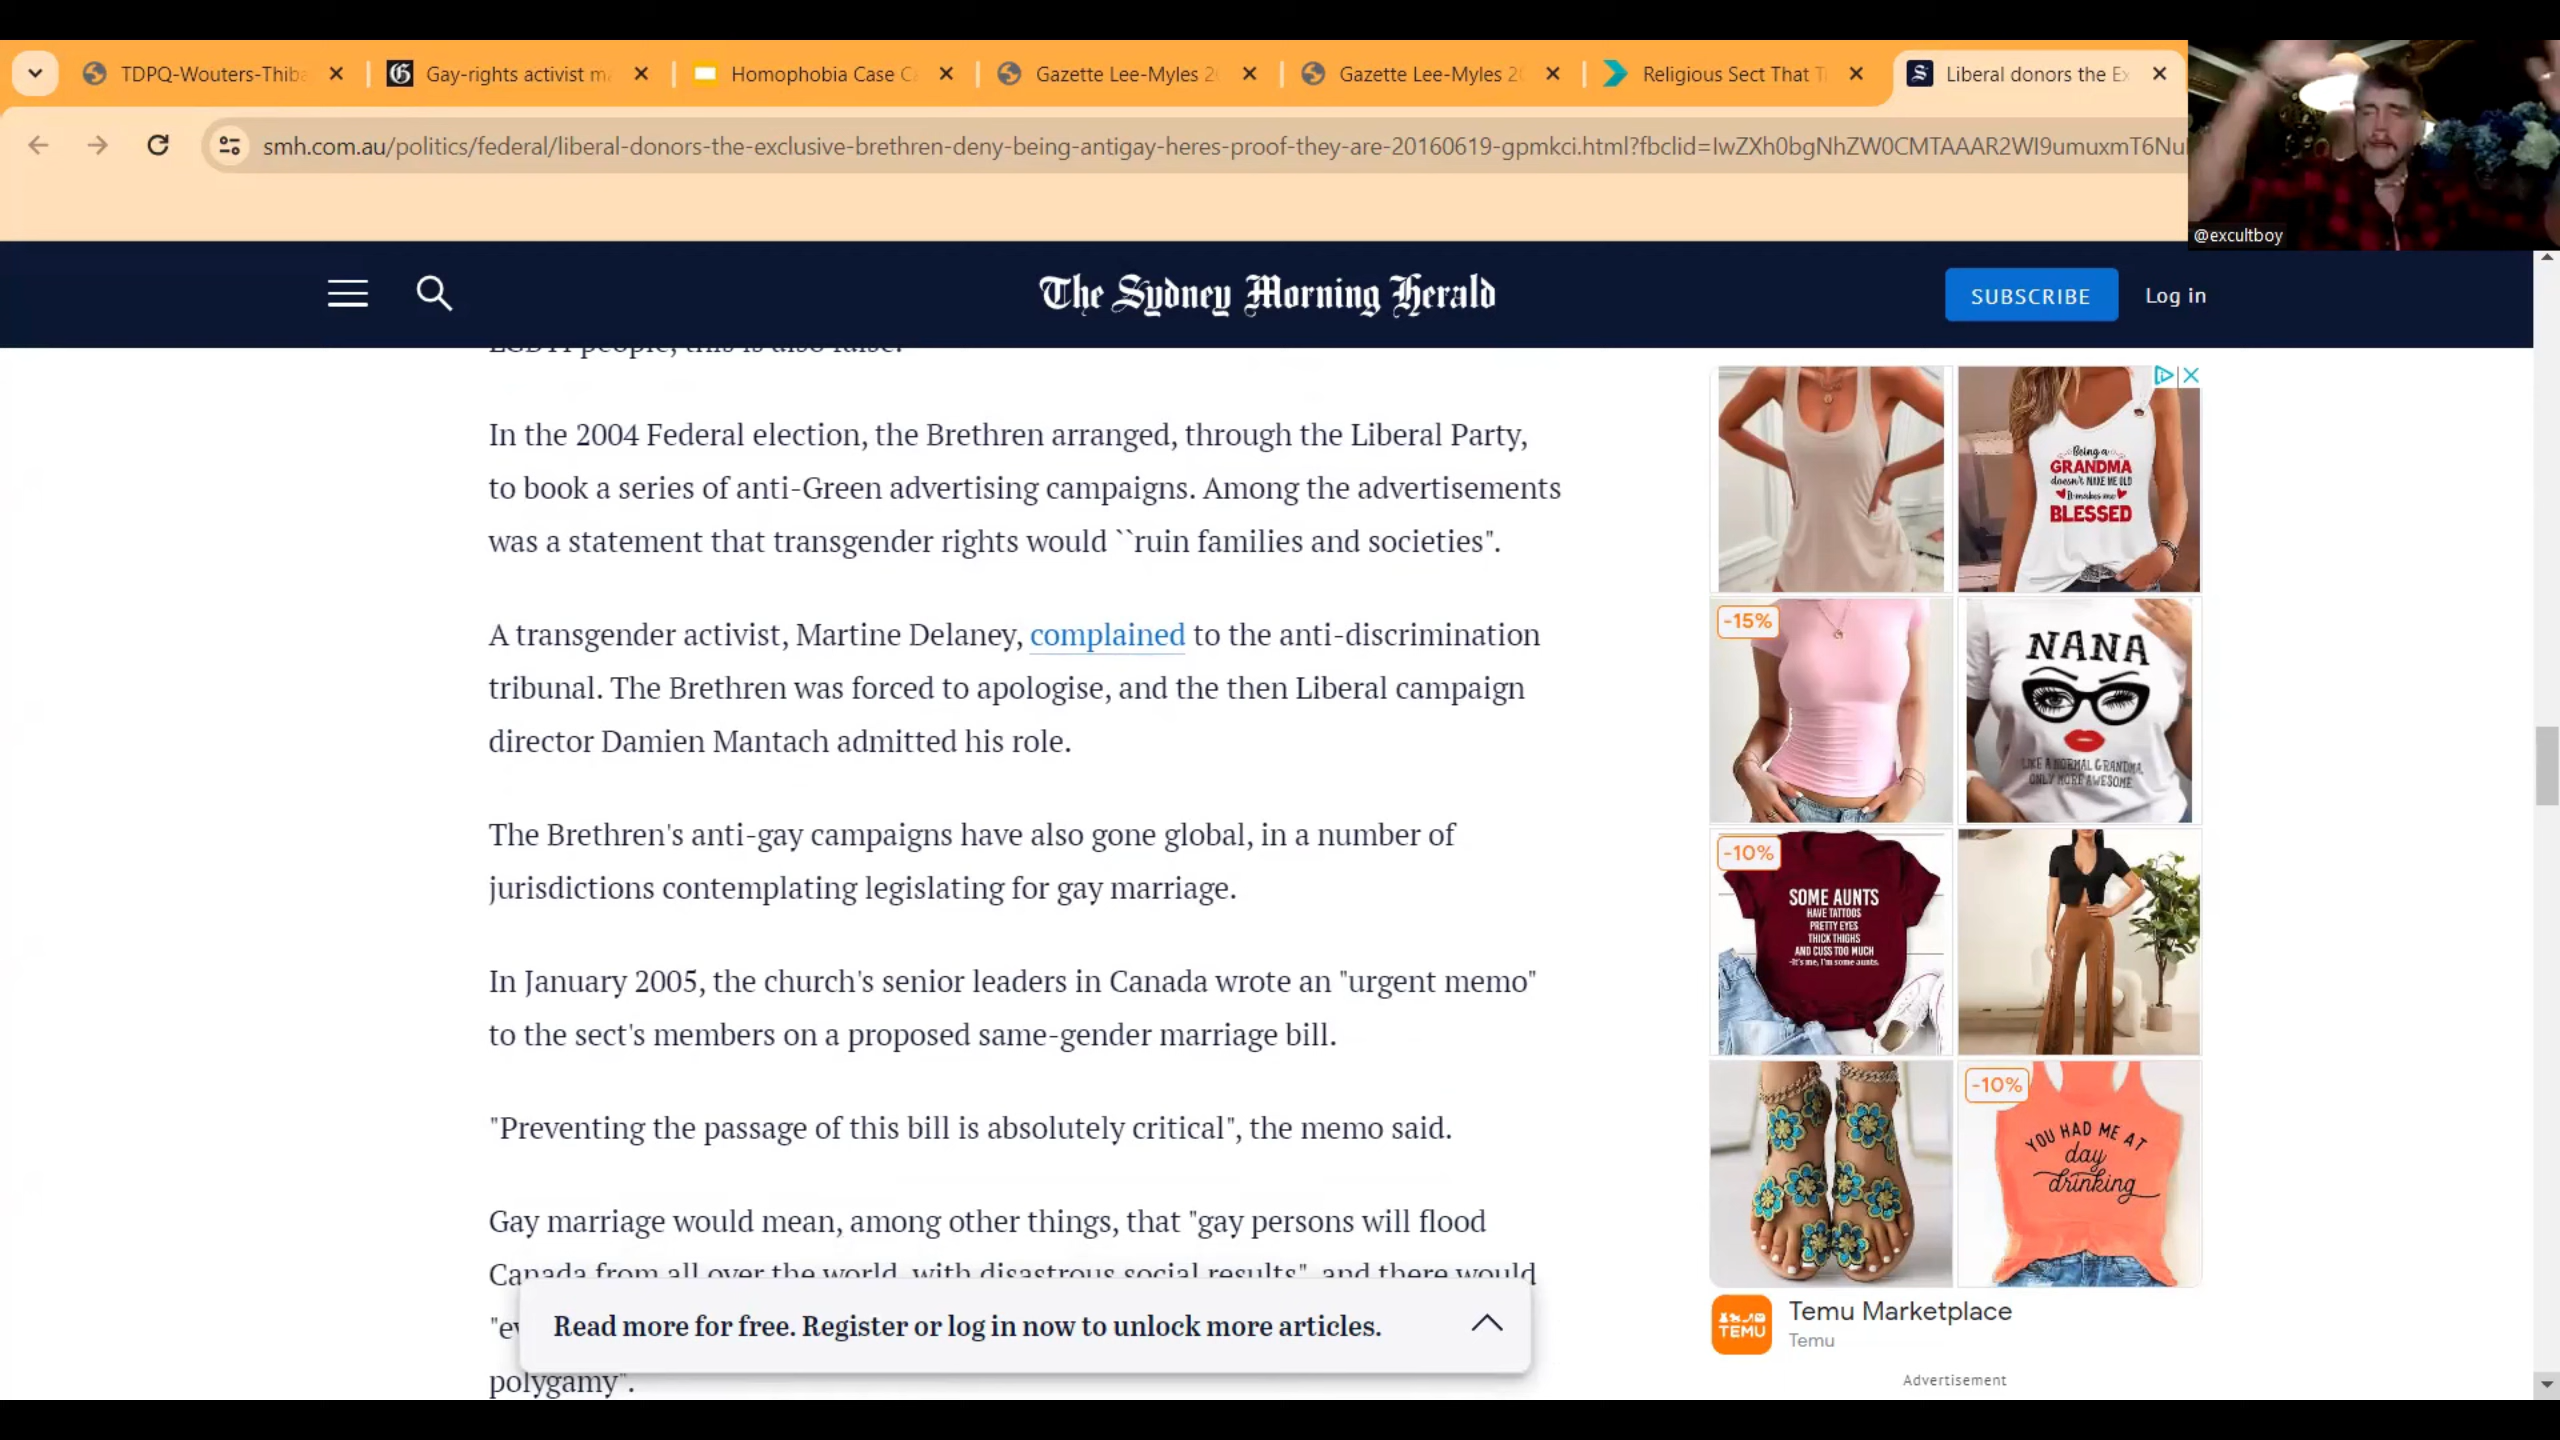 TDPQ-Wouters-Thiba
Gay-rights activist ma
Homophobia Case C
Gazette Lee-Myles 2
Gazette Lee-Myles 2
Religious Sect That T
Liberal donors the Ex
smh.com.au/politics/federal/liberal-donors-the-exclusive-brethren-deny-being-antigay-heres-proof-they-are-20160619-gpmkci.html?fbclid=IwZXh0bgNhZW0CMTAAAR2WI9umuxmT6Nu
@excultboy
The Sydney Morning Herald
SUBSCRIBE
Log in
LGBTI people, this is also false.
In the 2004 Federal election, the Brethren arranged, through the Liberal Party,
to book a series of anti-Green advertising campaigns. Among the advertisements
was a statement that transgender rights would ``ruin families and societies".
A transgender activist, Martine Delaney, complained to the anti-discrimination
tribunal. The Brethren was forced to apologise, and the then Liberal campaign
director Damien Mantach admitted his role.
The Brethren's anti-gay campaigns have also gone global, in a number of
jurisdictions contemplating legislating for gay marriage.
In January 2005, the church's senior leaders in Canada wrote an "urgent memo"
to the sect's members on a proposed same-gender marriage bill.
"Preventing the passage of this bill is absolutely critical", the memo said.
Gay marriage would mean, among other things, that "gay persons will flood
Canada from all over the world, with disastrous social results", and there would
"ev
polygamy".
Read more for free. Register or log in now to unlock more articles.
Being a
GRANDMA
doesn't MAKE ME OLD
It makes me
BLESSED
-15%
NANA
LIKE A NORMAL GRANDMA,
ONLY MORE AWESOME
-10%
SOME AUNTS
HAVE TATTOOS
PRETTY EYES
THICK THIGHS
AND CUSS TOO MUCH
-It's me, I'm some aunts.
-10%
YOU HAD ME AT
day
drinking
TEMU
Temu Marketplace
Temu
Advertisement